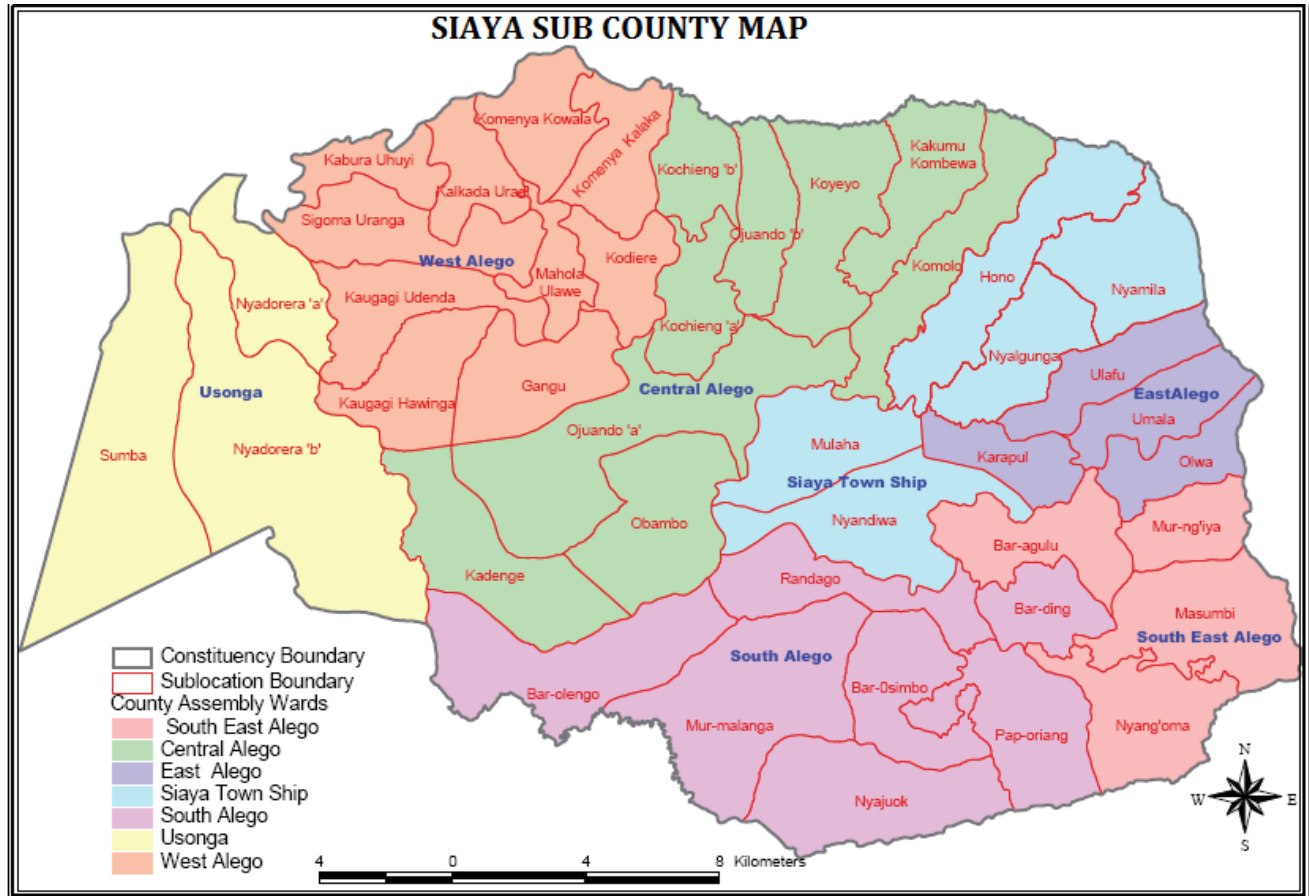 SIAYA SUB COUNTY MAP
Komenya Kowala
Komenya Kalaka
Kabura Uhuyi
Kalkada Urad
Kochieng 'b'
Koyeyo
Kakumu
Kombewa
Sigoma Uranga
Ojuando 'b'
West Alego
Kodiere
Mahola
Ulawe
Komolo
Hono
Nyamila
Nyadorera 'a'
Kaugagi Udenda
Kochieng 'a'
Nyalgunga
Ulafu
Usonga
Gangu
Central Alego
EastAlego
Kaugagi Hawinga
Ojuando 'a'
Umala
Sumba
Nyadorera 'b'
Mulaha
Karapul
Olwa
Siaya Town Ship
Obambo
Nyandiwa
Mur-ng'iya
Bar-agulu
Kadenge
Randago
Bar-ding
Masumbi
South East Alego
South Alego
Bar-olengo
Bar-0simbo
Mur-malanga
Pap-oriang
Nyang'oma
Nyajuok
Constituency Boundary
Sublocation Boundary
County Assembly Wards
South East Alego
Central Alego
East Alego
Siaya Town Ship
South Alego
Usonga
West Alego
4 0 4 8 Kilometers
N
W E
S